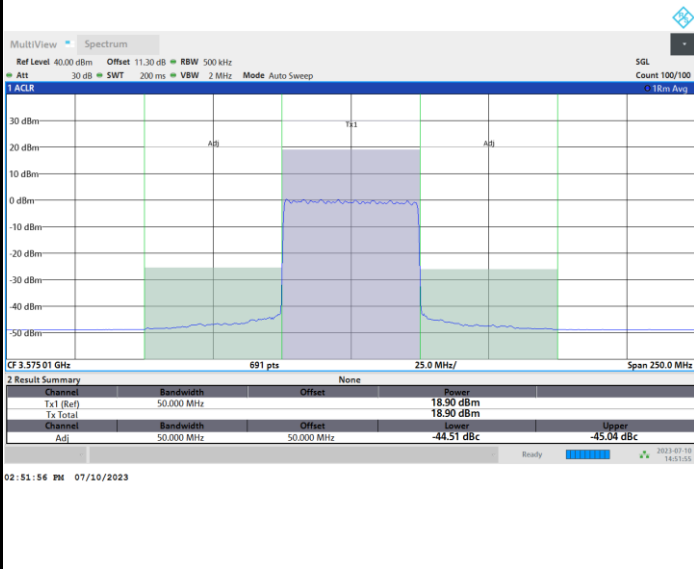 MultiView Spectrum
Ref Level 40.00 dBm Offset 11.30 dB RBW 500 kHz SGL
Att 30 dB SWT 200 ms VBW 2 MHz Mode Auto Sweep Count 100/100
1 ACLR 1Rm Avg
30 dBm
Tx1
20 dBm
Adj Adj
10 dBm
0 dBm
-10 dBm
-20 dBm
-30 dBm
-40 dBm
-50 dBm
CF 3.575 01 GHz 691 pts 25.0 MHz/ Span 250.0 MHz
2 Result Summary None
Channel Bandwidth Offset Power
Tx1 (Ref) 50.000 MHz 18.90 dBm
Tx Total 18.90 dBm
Channel Bandwidth Offset Lower Upper
Adj 50.000 MHz 50.000 MHz -44.51 dBc -45.04 dBc
Ready 2023-07-10
14:51:55
02:51:56 PM 07/10/2023